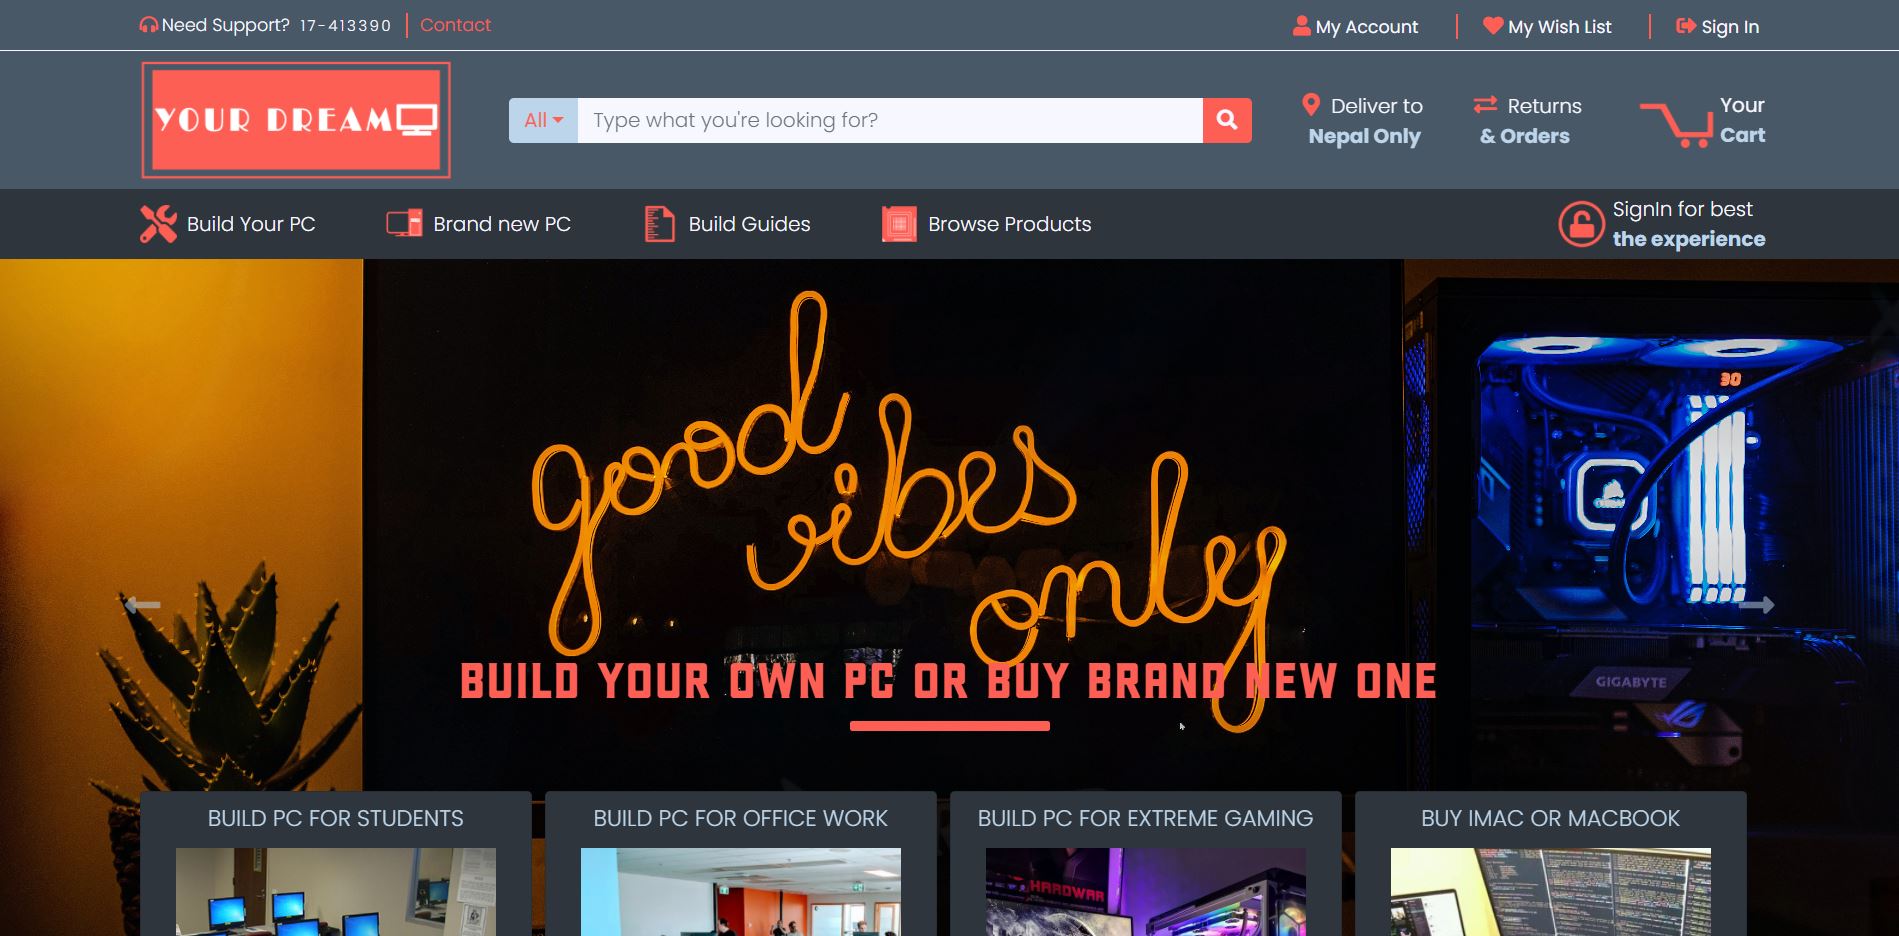 Need Support? 17-413390 Contact
My Account My Wish List Sign In
YOUR DREAM
All Type what you're looking for?
Deliver to
Nepal Only
Returns
& Orders
Your
Cart
Build Your PC Brand new PC Build Guides Browse Products
SignIn for best
the experience
good
vibes
only
30
BUILD YOUR OWN PC OR BUY BRAND NEW ONE
GIGABYTE
BUILD PC FOR STUDENTS
BUILD PC FOR OFFICE WORK
BUILD PC FOR EXTREME GAMING
BUY IMAC OR MACBOOK
HARDWAR